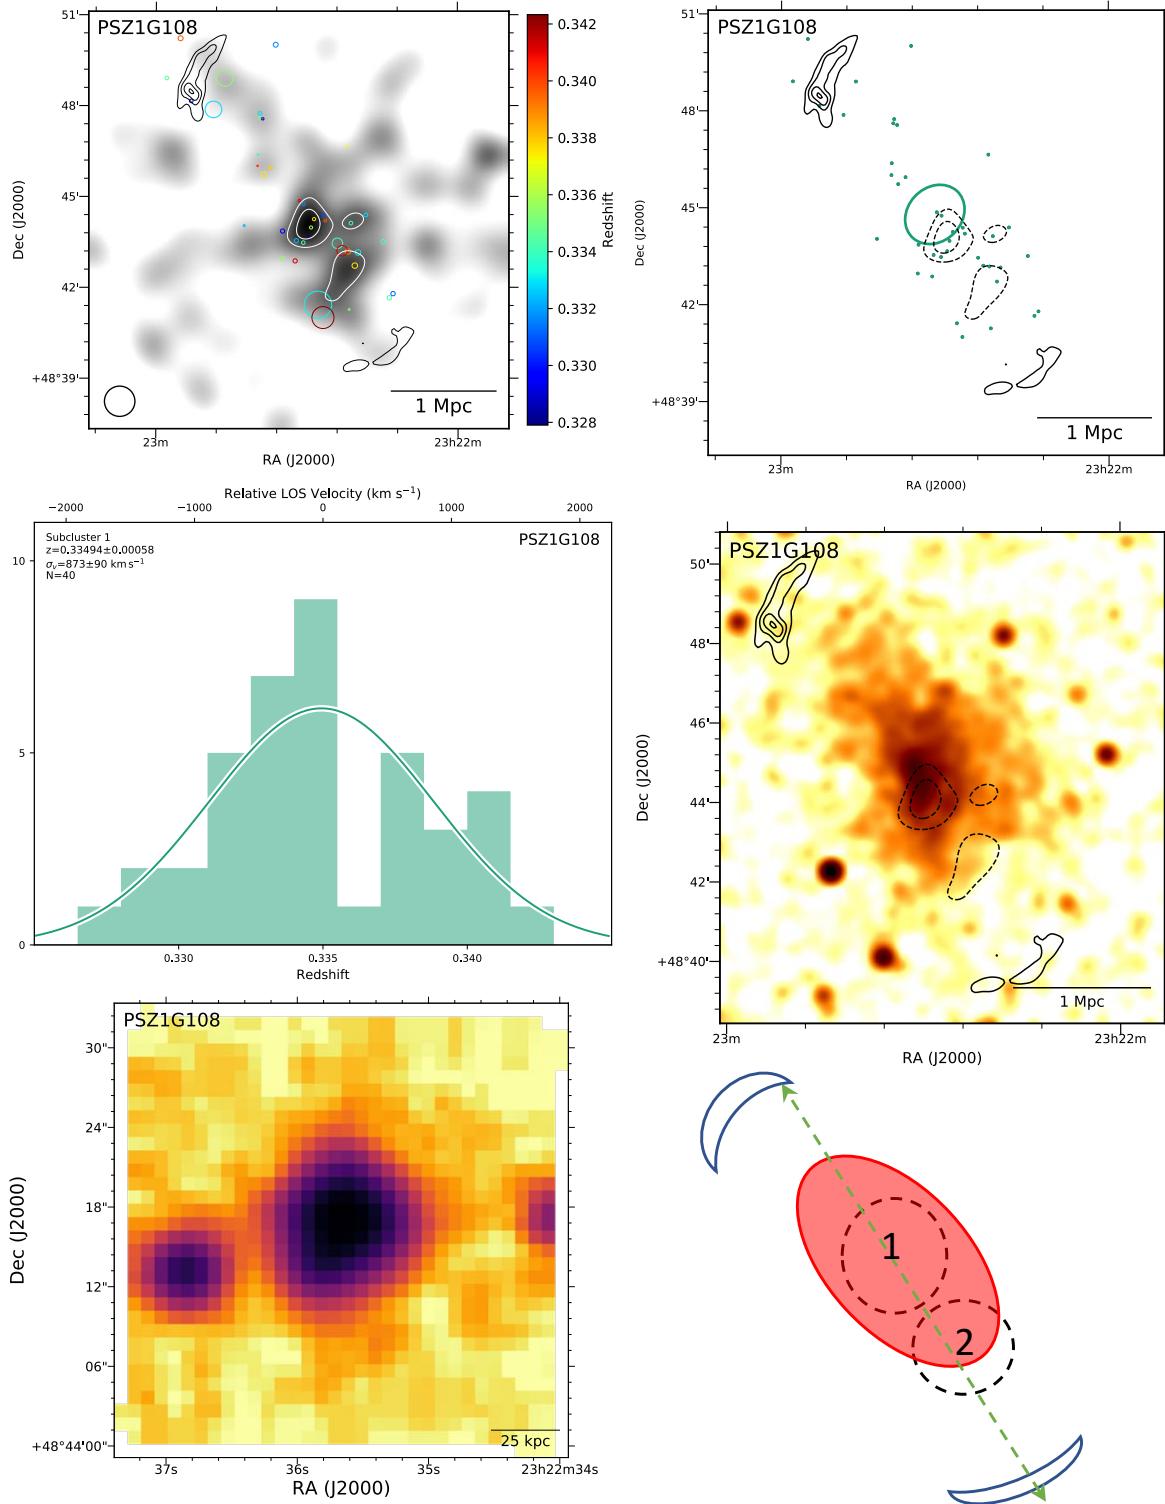 PSZ1G108
51'
48'
45'
42'
+48°39'
Dec (J2000)
23m
23h22m
RA (J2000)
1 Mpc
0.342
0.340
0.338
0.336
0.334
0.332
0.330
0.328
Redshift
PSZ1G108
51'
48'
45'
42'
+48°39'
Dec (J2000)
23m
23h22m
RA (J2000)
1 Mpc
Relative LOS Velocity (km s⁻¹)
−2000 −1000 0 1000 2000
Subcluster 1
z=0.33494±0.00058
σᵥ=873±90 km s⁻¹
N=40
PSZ1G108
10
5
0
0.330 0.335 0.340
Redshift
PSZ1G108
50'
48'
46'
44'
42'
+48°40'
Dec (J2000)
23m
23h22m
RA (J2000)
1 Mpc
PSZ1G108
30"
24"
18"
12"
06"
+48°44'00"
Dec (J2000)
37s 36s 35s 23h22m34s
RA (J2000)
25 kpc
1
2